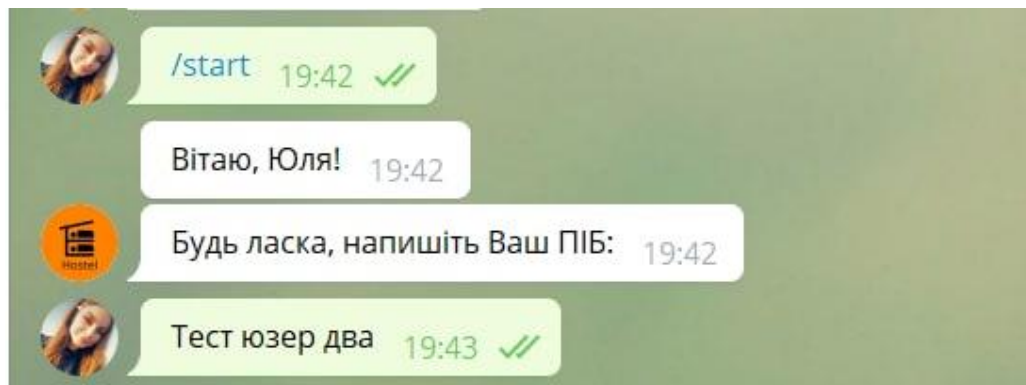 /start 19:42
Вітаю, Юля! 19:42
Будь ласка, напишіть Ваш ПІБ: 19:42
Hostel
Тест юзер два 19:43